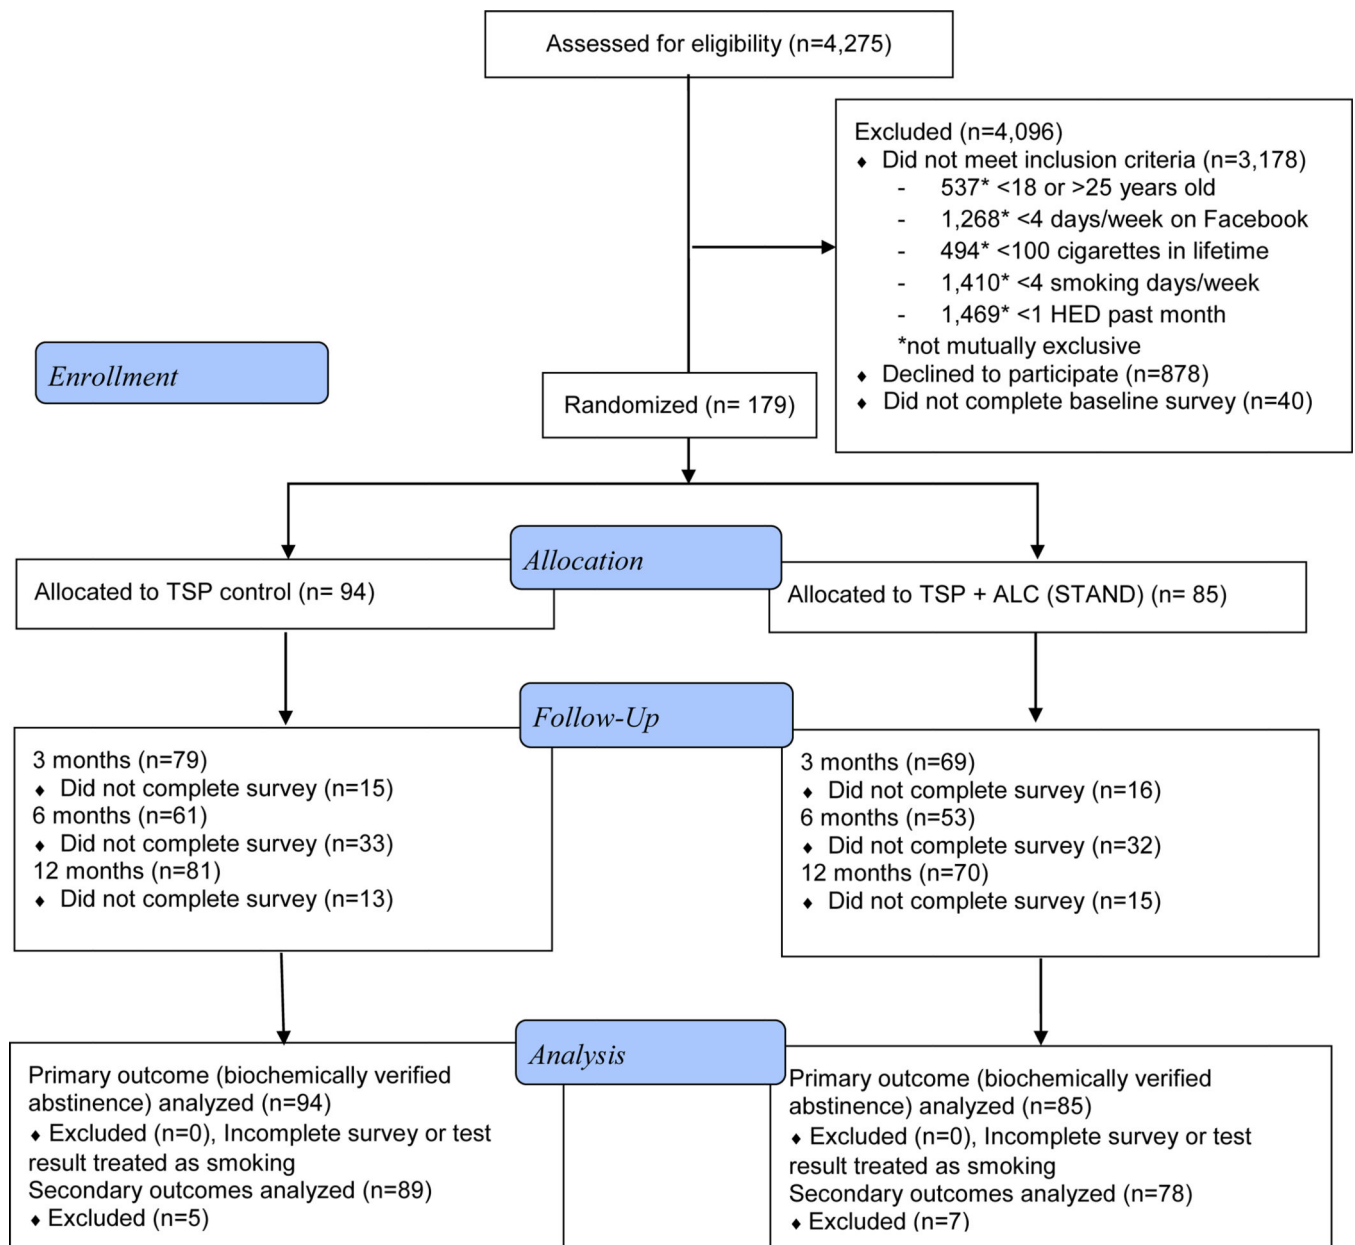 Assessed for eligibility (n=4,275)
Excluded (n=4,096)
⬧ Did not meet inclusion criteria (n=3,178)
- 537* <18 or >25 years old
- 1,268* <4 days/week on Facebook
- 494* <100 cigarettes in lifetime
- 1,410* <4 smoking days/week
- 1,469* <1 HED past month
*not mutually exclusive
⬧ Declined to participate (n=878)
⬧ Did not complete baseline survey (n=40)
Enrollment
Randomized (n= 179)
Allocation
Allocated to TSP control (n= 94)
Allocated to TSP + ALC (STAND) (n= 85)
Follow-Up
3 months (n=79)
⬧ Did not complete survey (n=15)
6 months (n=61)
⬧ Did not complete survey (n=33)
12 months (n=81)
⬧ Did not complete survey (n=13)
3 months (n=69)
⬧ Did not complete survey (n=16)
6 months (n=53)
⬧ Did not complete survey (n=32)
12 months (n=70)
⬧ Did not complete survey (n=15)
Analysis
Primary outcome (biochemically verified
abstinence) analyzed (n=94)
⬧ Excluded (n=0), Incomplete survey or test
result treated as smoking
Secondary outcomes analyzed (n=89)
⬧ Excluded (n=5)
Primary outcome (biochemically verified
abstinence) analyzed (n=85)
⬧ Excluded (n=0), Incomplete survey or test
result treated as smoking
Secondary outcomes analyzed (n=78)
⬧ Excluded (n=7)